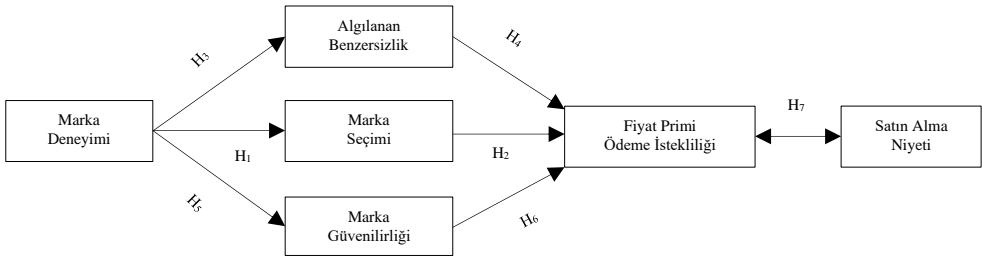 Algılanan
Benzersizlik
H3
H4
Marka
Deneyimi
Marka
Seçimi
H1
H2
Fiyat Primi
Ödeme İstekliliği
H7
Satın Alma
Niyeti
H5
Marka
Güvenilirliği
H6